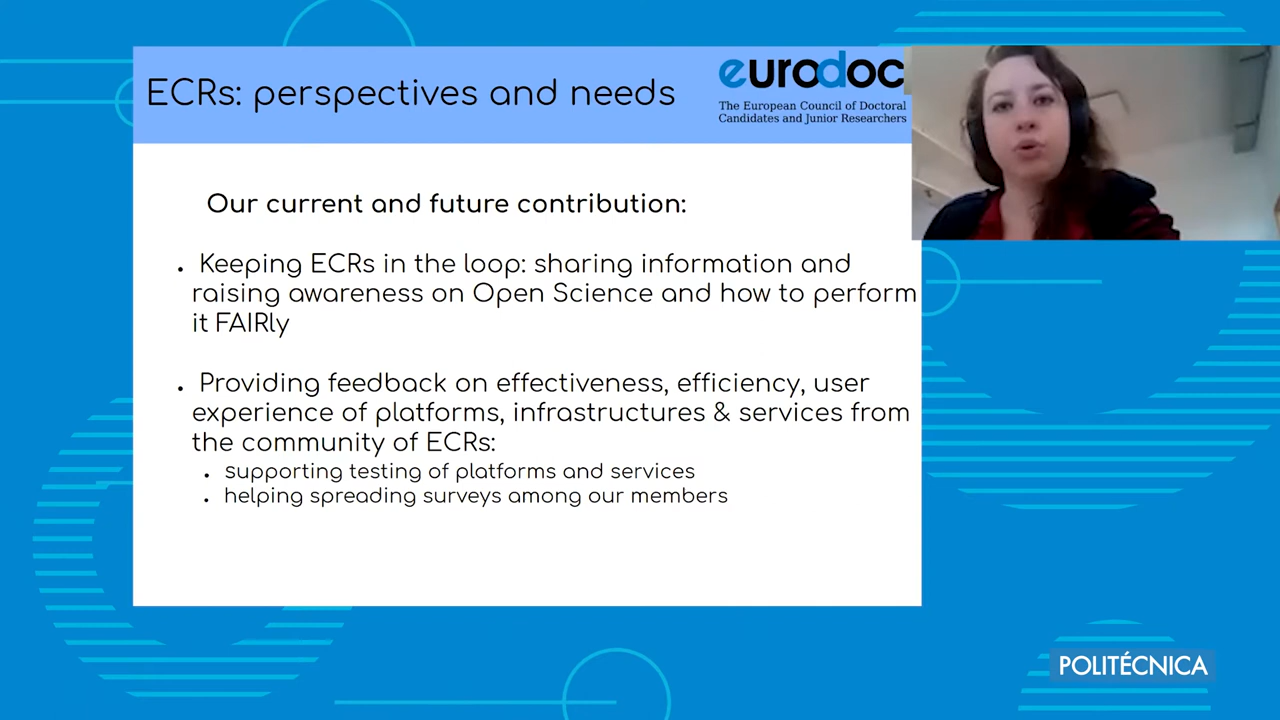 ECRs: perspectives and needs
eurodoc
The European Council of Doctoral
Candidates and Junior Researchers
Our current and future contribution:
• Keeping ECRs in the loop: sharing information and
raising awareness on Open Science and how to perform
it FAIRly
• Providing feedback on effectiveness, efficiency, user
experience of platforms, infrastructures & services from
the community of ECRs:
• supporting testing of platforms and services
• helping spreading surveys among our members
POLITÉCNICA